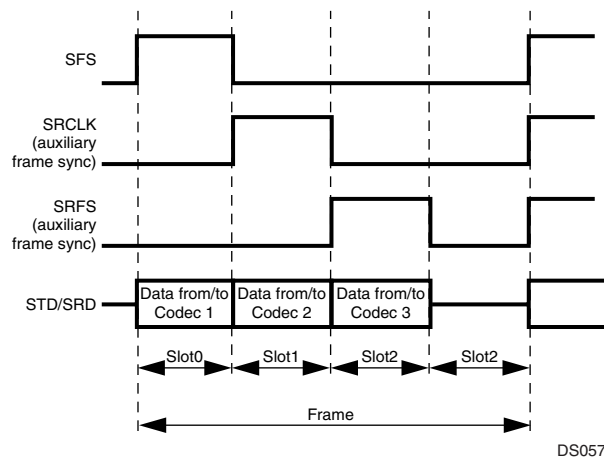 SFS
SRCLK
(auxiliary
frame sync)
SRFS
(auxiliary
frame sync)
STD/SRD
Data from/to
Codec 1
Data from/to
Codec 2
Data from/to
Codec 3
Slot0
Slot1
Slot2
Slot2
Frame
DS057